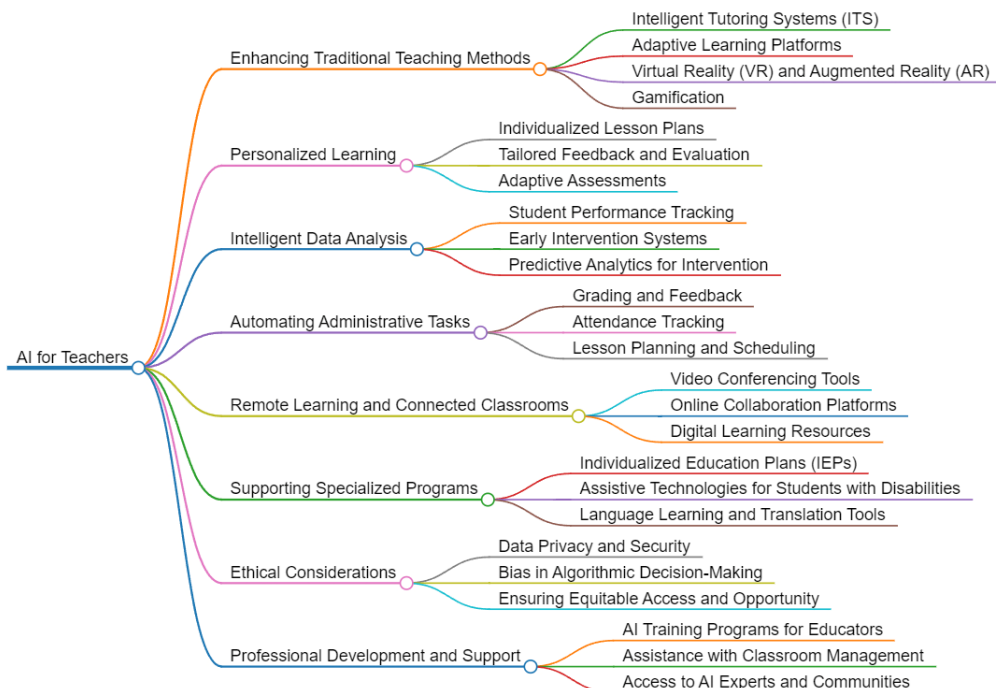 AI for Teachers
Enhancing Traditional Teaching Methods
Intelligent Tutoring Systems (ITS)
Adaptive Learning Platforms
Virtual Reality (VR) and Augmented Reality (AR)
Gamification
Personalized Learning
Individualized Lesson Plans
Tailored Feedback and Evaluation
Adaptive Assessments
Intelligent Data Analysis
Student Performance Tracking
Early Intervention Systems
Predictive Analytics for Intervention
Automating Administrative Tasks
Grading and Feedback
Attendance Tracking
Lesson Planning and Scheduling
Remote Learning and Connected Classrooms
Video Conferencing Tools
Online Collaboration Platforms
Digital Learning Resources
Supporting Specialized Programs
Individualized Education Plans (IEPs)
Assistive Technologies for Students with Disabilities
Language Learning and Translation Tools
Ethical Considerations
Data Privacy and Security
Bias in Algorithmic Decision-Making
Ensuring Equitable Access and Opportunity
Professional Development and Support
AI Training Programs for Educators
Assistance with Classroom Management
Access to AI Experts and Communities